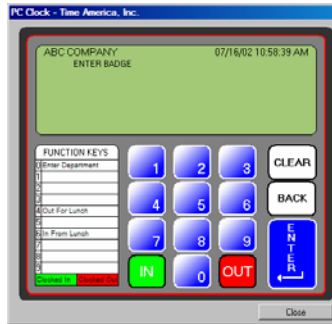 PC Clock - Time America, Inc.
ABC COMPANY 07/16/02 10:58:39 AM
ENTER BADGE
FUNCTION KEYS
0 Enter Department
1
2
3
4 Out For Lunch
5
6 In From Lunch
7
8
9
Clocked In Clocked Out
1 2 3 CLEAR
4 5 6 BACK
7 8 9 ENTER
IN 0 OUT
Close